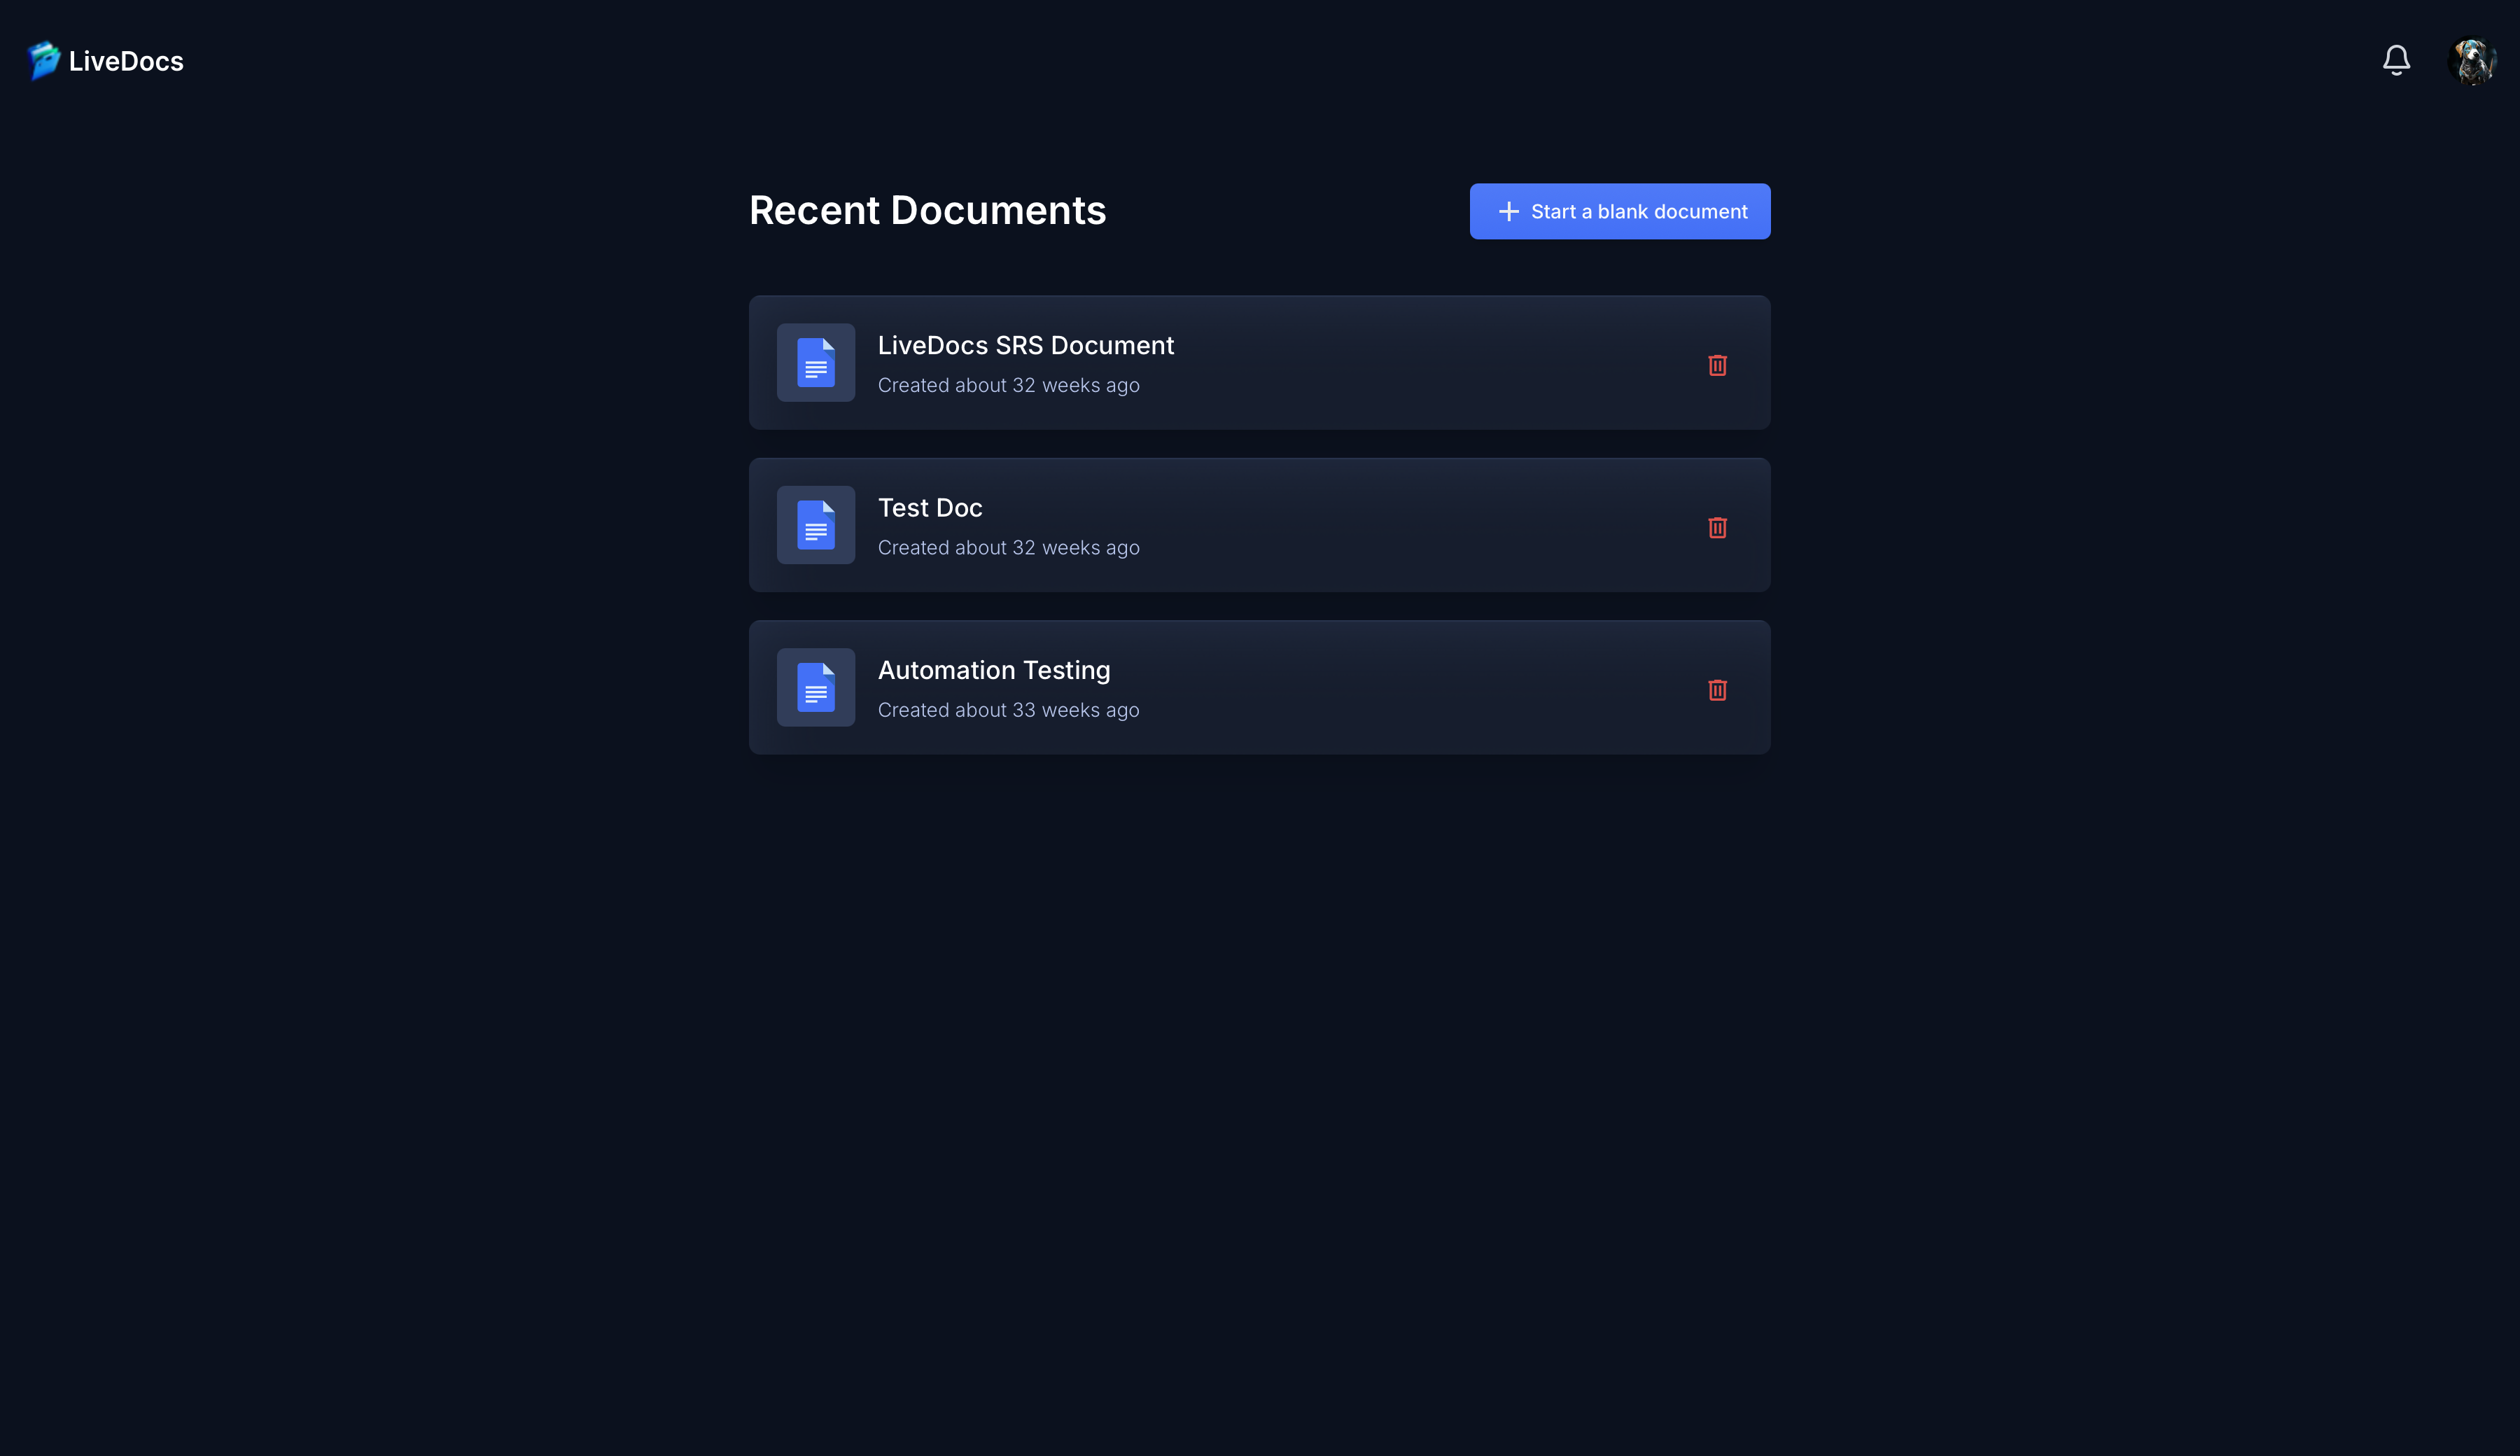 LiveDocs
Recent Documents
Start a blank document
LiveDocs SRS Document
Created about 32 weeks ago
Test Doc
Created about 32 weeks ago
Automation Testing
Created about 33 weeks ago